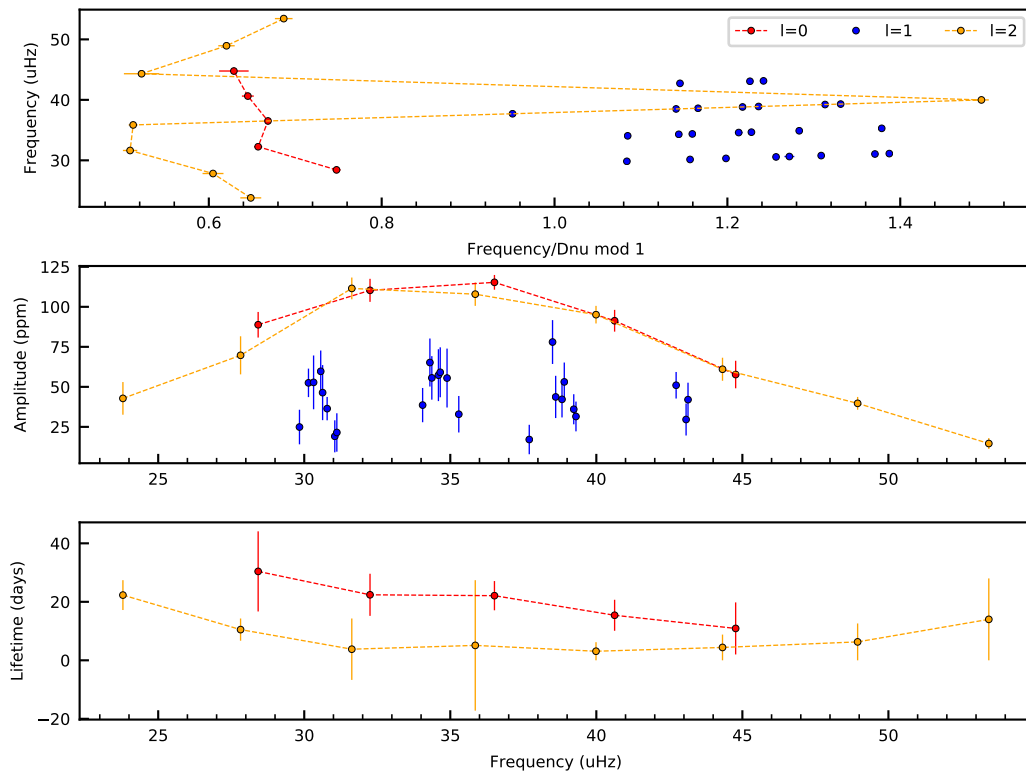 l=0 l=1 l=2
Frequency (uHz)
50
40
30
0.6 0.8 1.0 1.2 1.4
Frequency/Dnu mod 1
Amplitude (ppm)
125
100
75
50
25
25 30 35 40 45 50
Lifetime (days)
40
20
0
−20
25 30 35 40 45 50
Frequency (uHz)